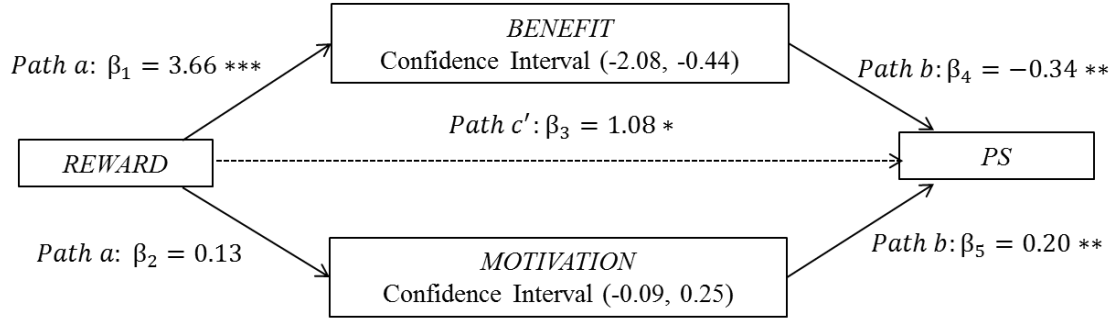 BENEFIT
Confidence Interval (-2.08, -0.44)
Path a: β₁ = 3.66 ***
Path b: β₄ = −0.34 **
Path c′: β₃ = 1.08 *
REWARD
PS
Path a: β₂ = 0.13
Path b: β₅ = 0.20 **
MOTIVATION
Confidence Interval (-0.09, 0.25)